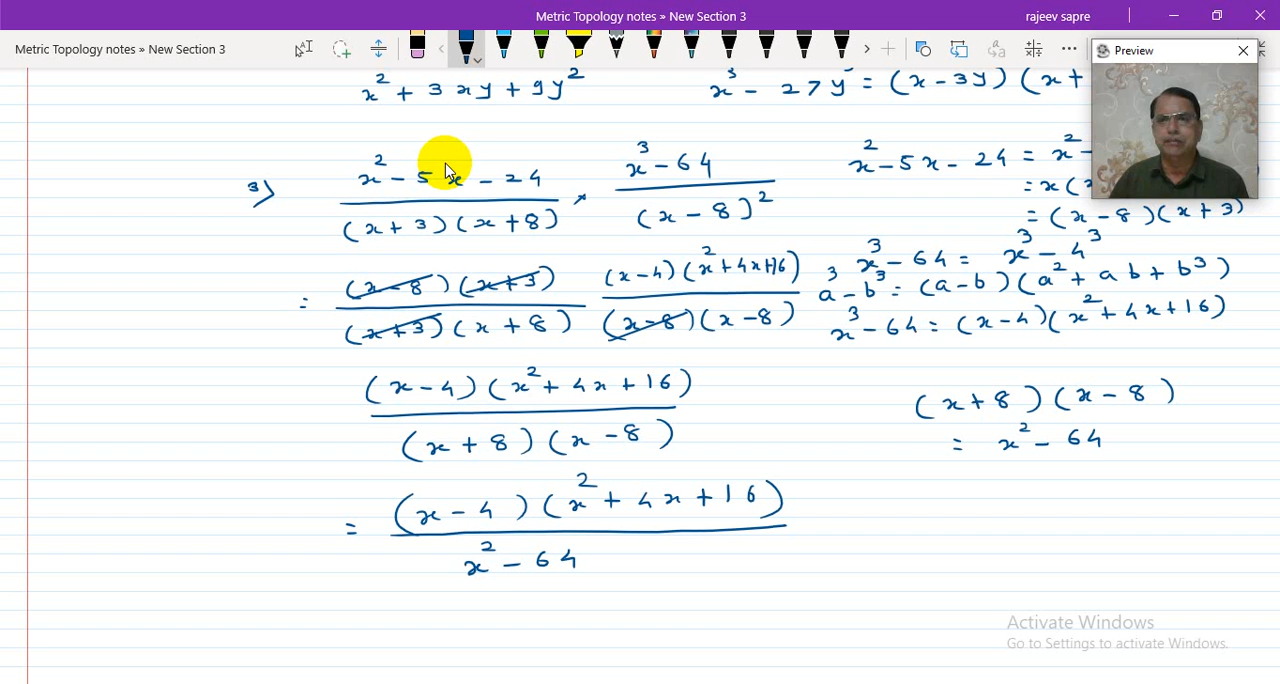 Metric Topology notes » New Section 3
rajeev sapre
Metric Topology notes » New Section 3
Preview
x² + 3xy + 9y²
x³ - 27y³ = (x-3y)(x+
3) x² - 5x - 24 / (x+3)(x+8) × x³ - 64 / (x-8)²
x² - 5x - 24 = x² -
= x(x
= (x-8)(x+3)
= (x-8)(x+3) / (x+3)(x+8) (x-4)(x²+4x+16) / (x-8)(x-8)
x³ - 64 = x³ - 4³
a³ - b³ = (a-b)(a² + ab + b³)
x³ - 64 = (x-4)(x² + 4x + 16)
(x-4)(x² + 4x + 16) / (x+8)(x-8)
(x+8)(x-8)
= x² - 64
= (x-4)(x² + 4x + 16) / x² - 64
Activate Windows
Go to Settings to activate Windows.